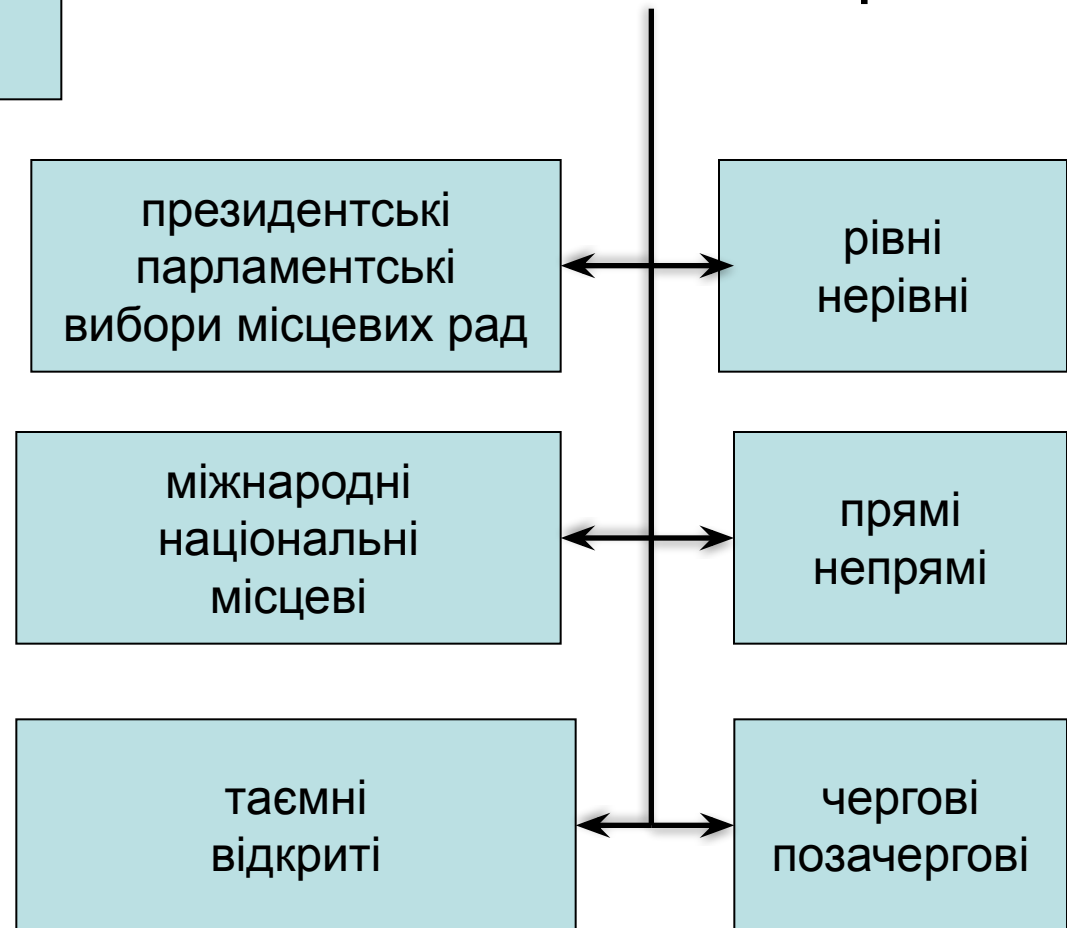 президентські
парламентські
вибори місцевих рад
рівні
нерівні
міжнародні
національні
місцеві
прямі
непрямі
таємні
відкриті
чергові
позачергові